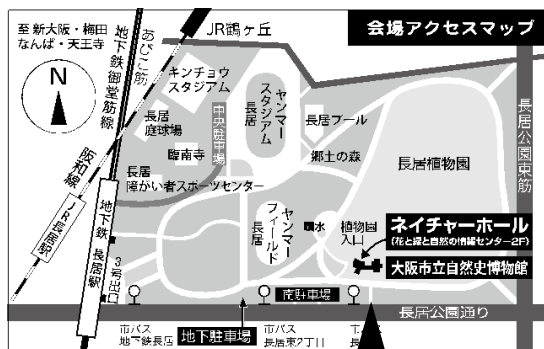 会場アクセスマップ
至 新大阪・梅田
なんば・天王寺
N
地下鉄御堂筋線
あびこ筋
JR鶴ヶ丘
キンチョウ
スタジアム
長居
庭球場
臨南寺
中央駐車場
長居
障がい者スポーツセンター
ヤンマー
スタジアム
長居
長居プール
郷土の森
長居植物園
長居公園東筋
阪和線
JR長居駅
地下鉄 長居駅
3号出口
ヤンマー
フィールド
長居
噴水
植物園
入口
ネイチャーホール
(花と緑と自然の情報センター2F)
大阪市立自然史博物館
南駐車場
長居公園通り
市バス
地下鉄長居
地下駐車場
市バス
長居東2丁目